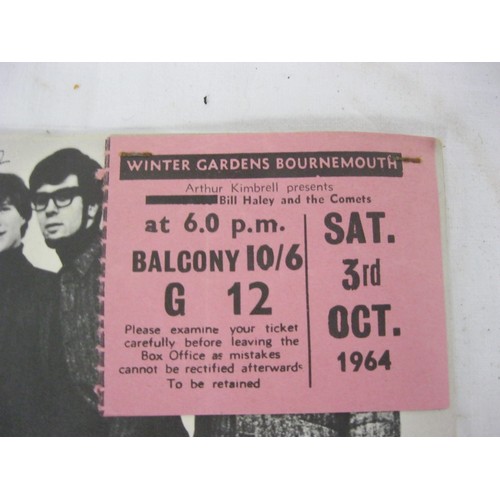 WINTER GARDENS BOURNEMOUTH
Arthur Kimbrell presents
Bill Haley and the Comets
at 6.0 p.m.
BALCONY 10/6
G 12
Please examine your ticket
carefully before leaving the
Box Office as mistakes
cannot be rectified afterwards
To be retained
SAT.
3rd
OCT.
1964